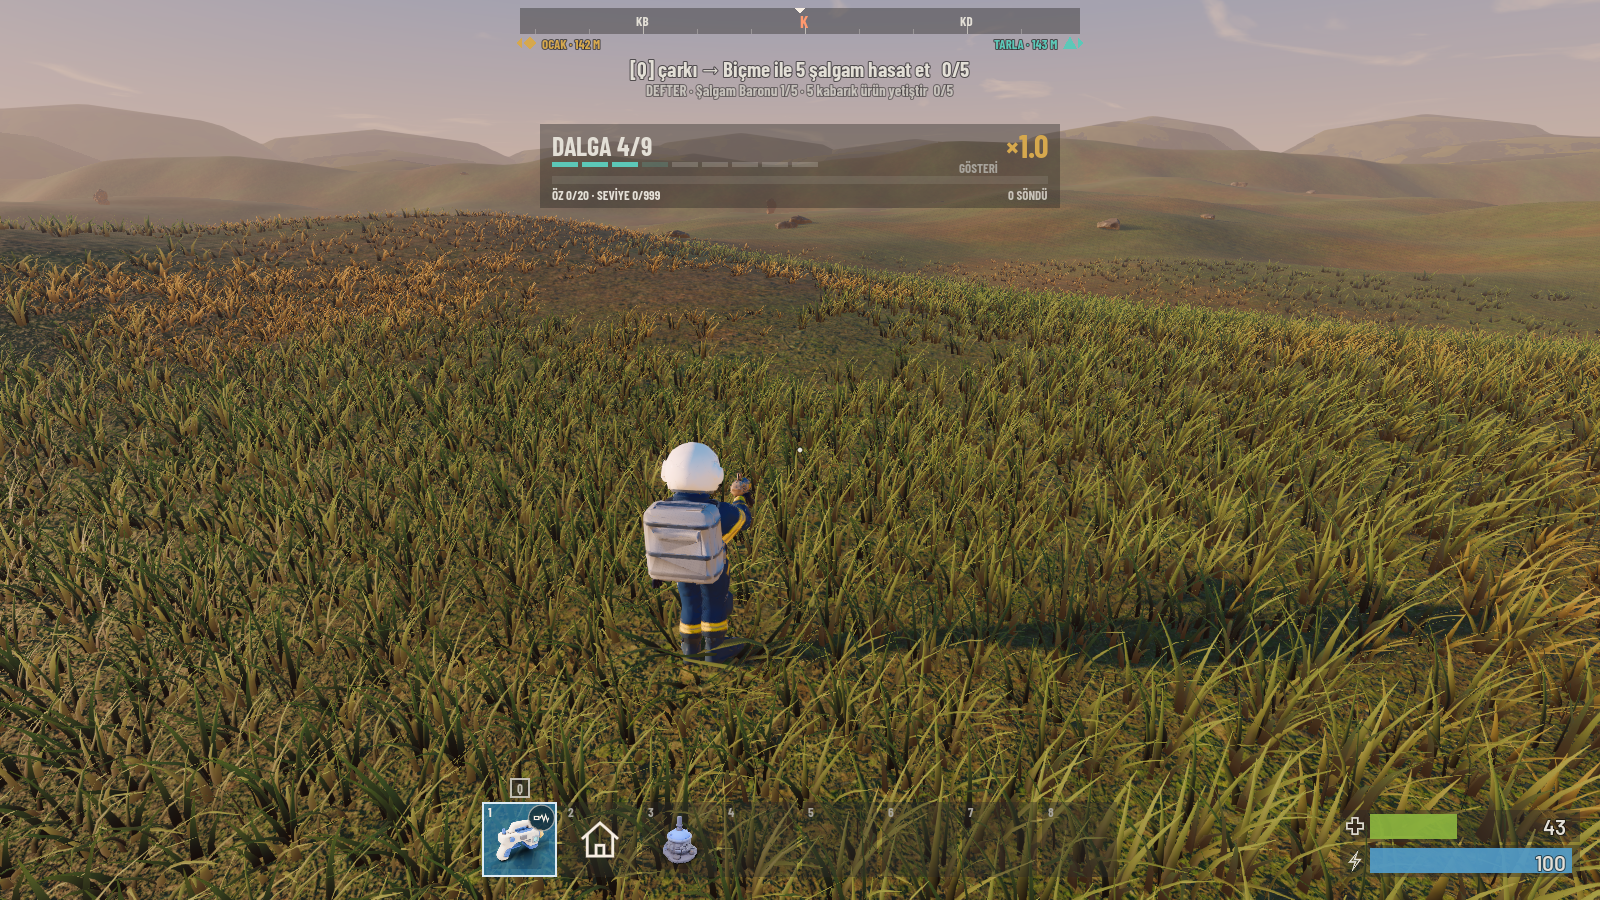 KB K KD
OCAK · 142 M
TARLA · 143 M
[Q] çarkı → Biçme ile 5 şalgam hasat et 0/5
DEFTER · Şalgam Baronu 1/5 · 5 kabarık ürün yetiştir 0/5
DALGA 4/9
×1.0
GÖSTERİ
ÖZ 0/20 · SEVİYE 0/999
0 SÖNDÜ
Q
1 2 3 4 5 6 7 8
43
100